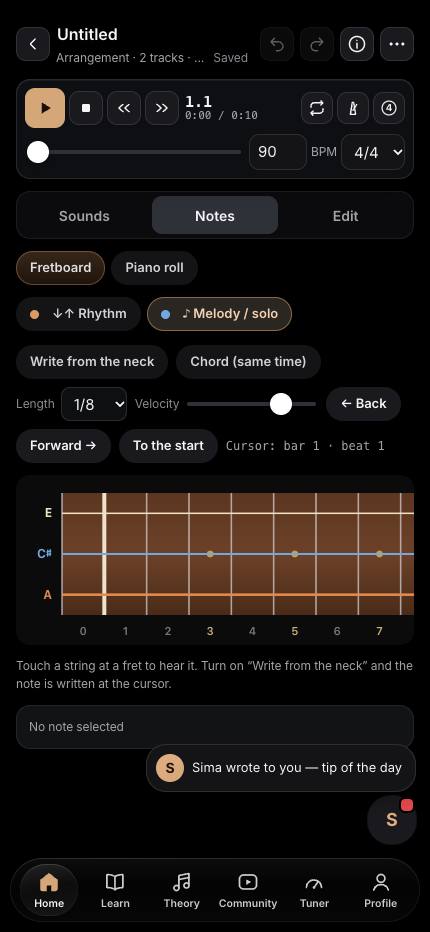 Untitled
Arrangement · 2 tracks · ... Saved
1.1
0:00 / 0:10
4
90 BPM 4/4
Sounds Notes Edit
Fretboard Piano roll
↓↑ Rhythm ♪ Melody / solo
Write from the neck Chord (same time)
Length 1/8 Velocity ← Back
Forward → To the start Cursor: bar 1 · beat 1
E
C#
A
0 1 2 3 4 5 6 7
Touch a string at a fret to hear it. Turn on “Write from the neck” and the
note is written at the cursor.
No note selected
S Sima wrote to you — tip of the day
S
Home Learn Theory Community Tuner Profile